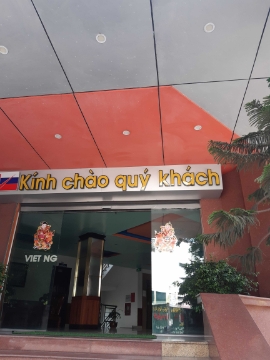 Kính chào quý khách
VIET NG